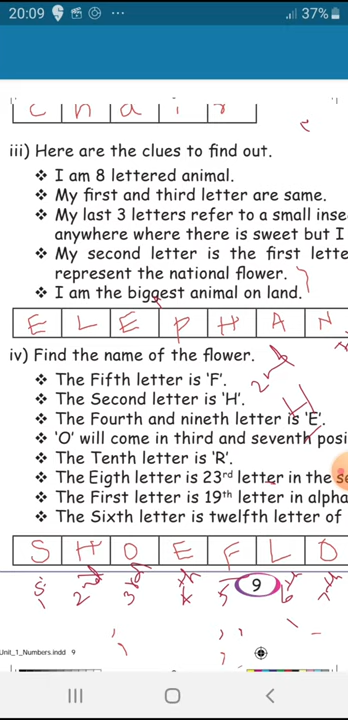 20:09 37%
c h a i r
iii) Here are the clues to find out.
❖ I am 8 lettered animal.
❖ My first and third letter are same.
❖ My last 3 letters refer to a small inse
anywhere where there is sweet but I
❖ My second letter is the first lette
represent the national flower.
❖ I am the biggest animal on land.
E L E P H A N
iv) Find the name of the flower.
❖ The Fifth letter is 'F'.
❖ The Second letter is 'H'.
❖ The Fourth and nineth letter is 'E'.
❖ 'O' will come in third and seventh posi
❖ The Tenth letter is 'R'.
❖ The Eigth letter is 23rd letter in the se
❖ The First letter is 19th letter in alpha
❖ The Sixth letter is twelfth letter of
S H O E F L O
9
Unit_1_Numbers.indd 9